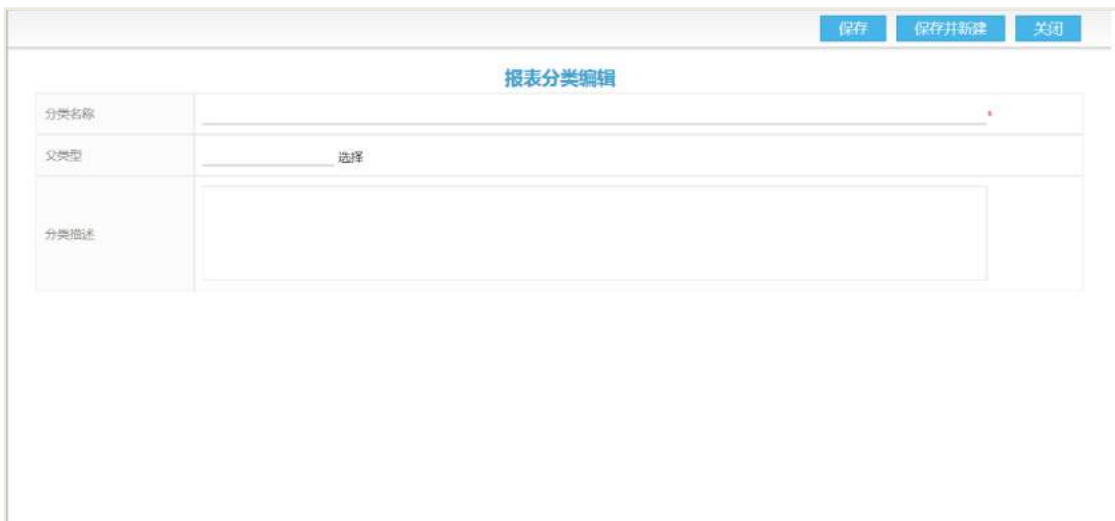 保存 保存并新建 关闭
报表分类编辑
分类名称 *
父类型 选择
分类描述